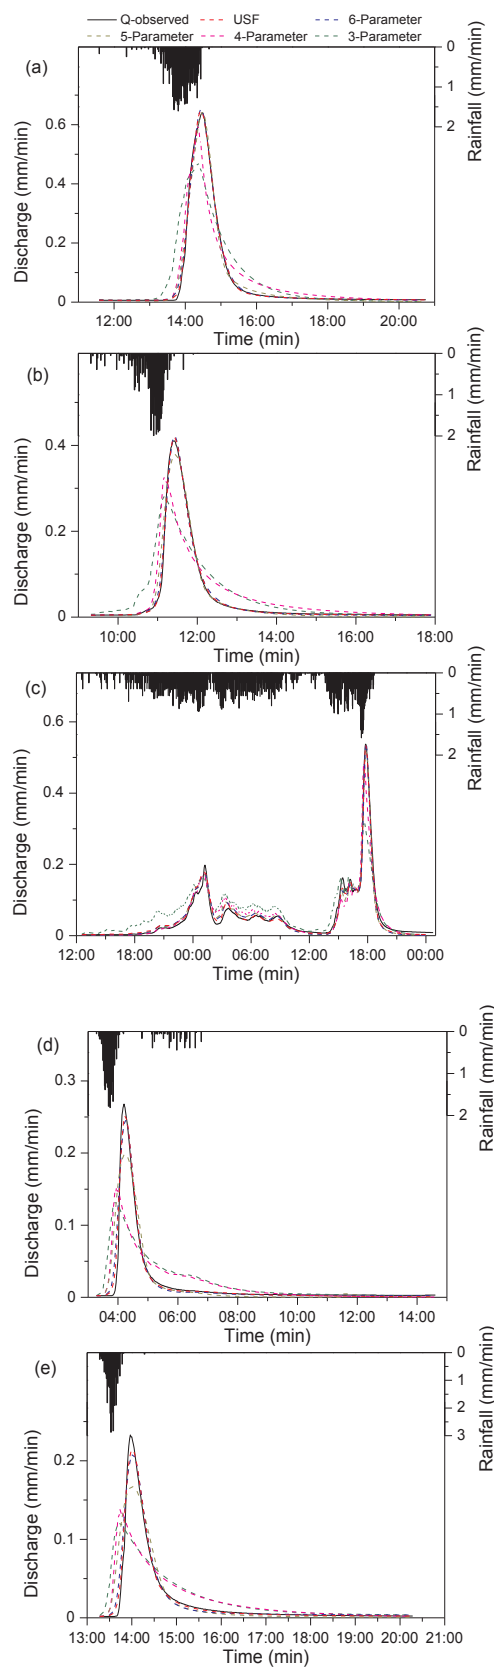 Q-observed USF 6-Parameter
5-Parameter 4-Parameter 3-Parameter
(a)
0
1
2
Rainfall (mm/min)
0.6
0.4
0.2
0
Discharge (mm/min)
12:00 14:00 16:00 18:00 20:00
Time (min)
(b)
0
1
2
Rainfall (mm/min)
0.4
0.2
0
Discharge (mm/min)
10:00 12:00 14:00 16:00 18:00
Time (min)
(c)
0
1
2
Rainfall (mm/min)
0.6
0.4
0.2
0
Discharge (mm/min)
12:00 18:00 00:00 06:00 12:00 18:00 00:00
Time (min)
(d)
0
1
2
Rainfall (mm/min)
0.3
0.2
0.1
0
Discharge (mm/min)
04:00 06:00 08:00 10:00 12:00 14:00
Time (min)
(e)
0
1
2
3
Rainfall (mm/min)
0.2
0.1
0
Discharge (mm/min)
13:00 14:00 15:00 16:00 17:00 18:00 19:00 20:00 21:00
Time (min)